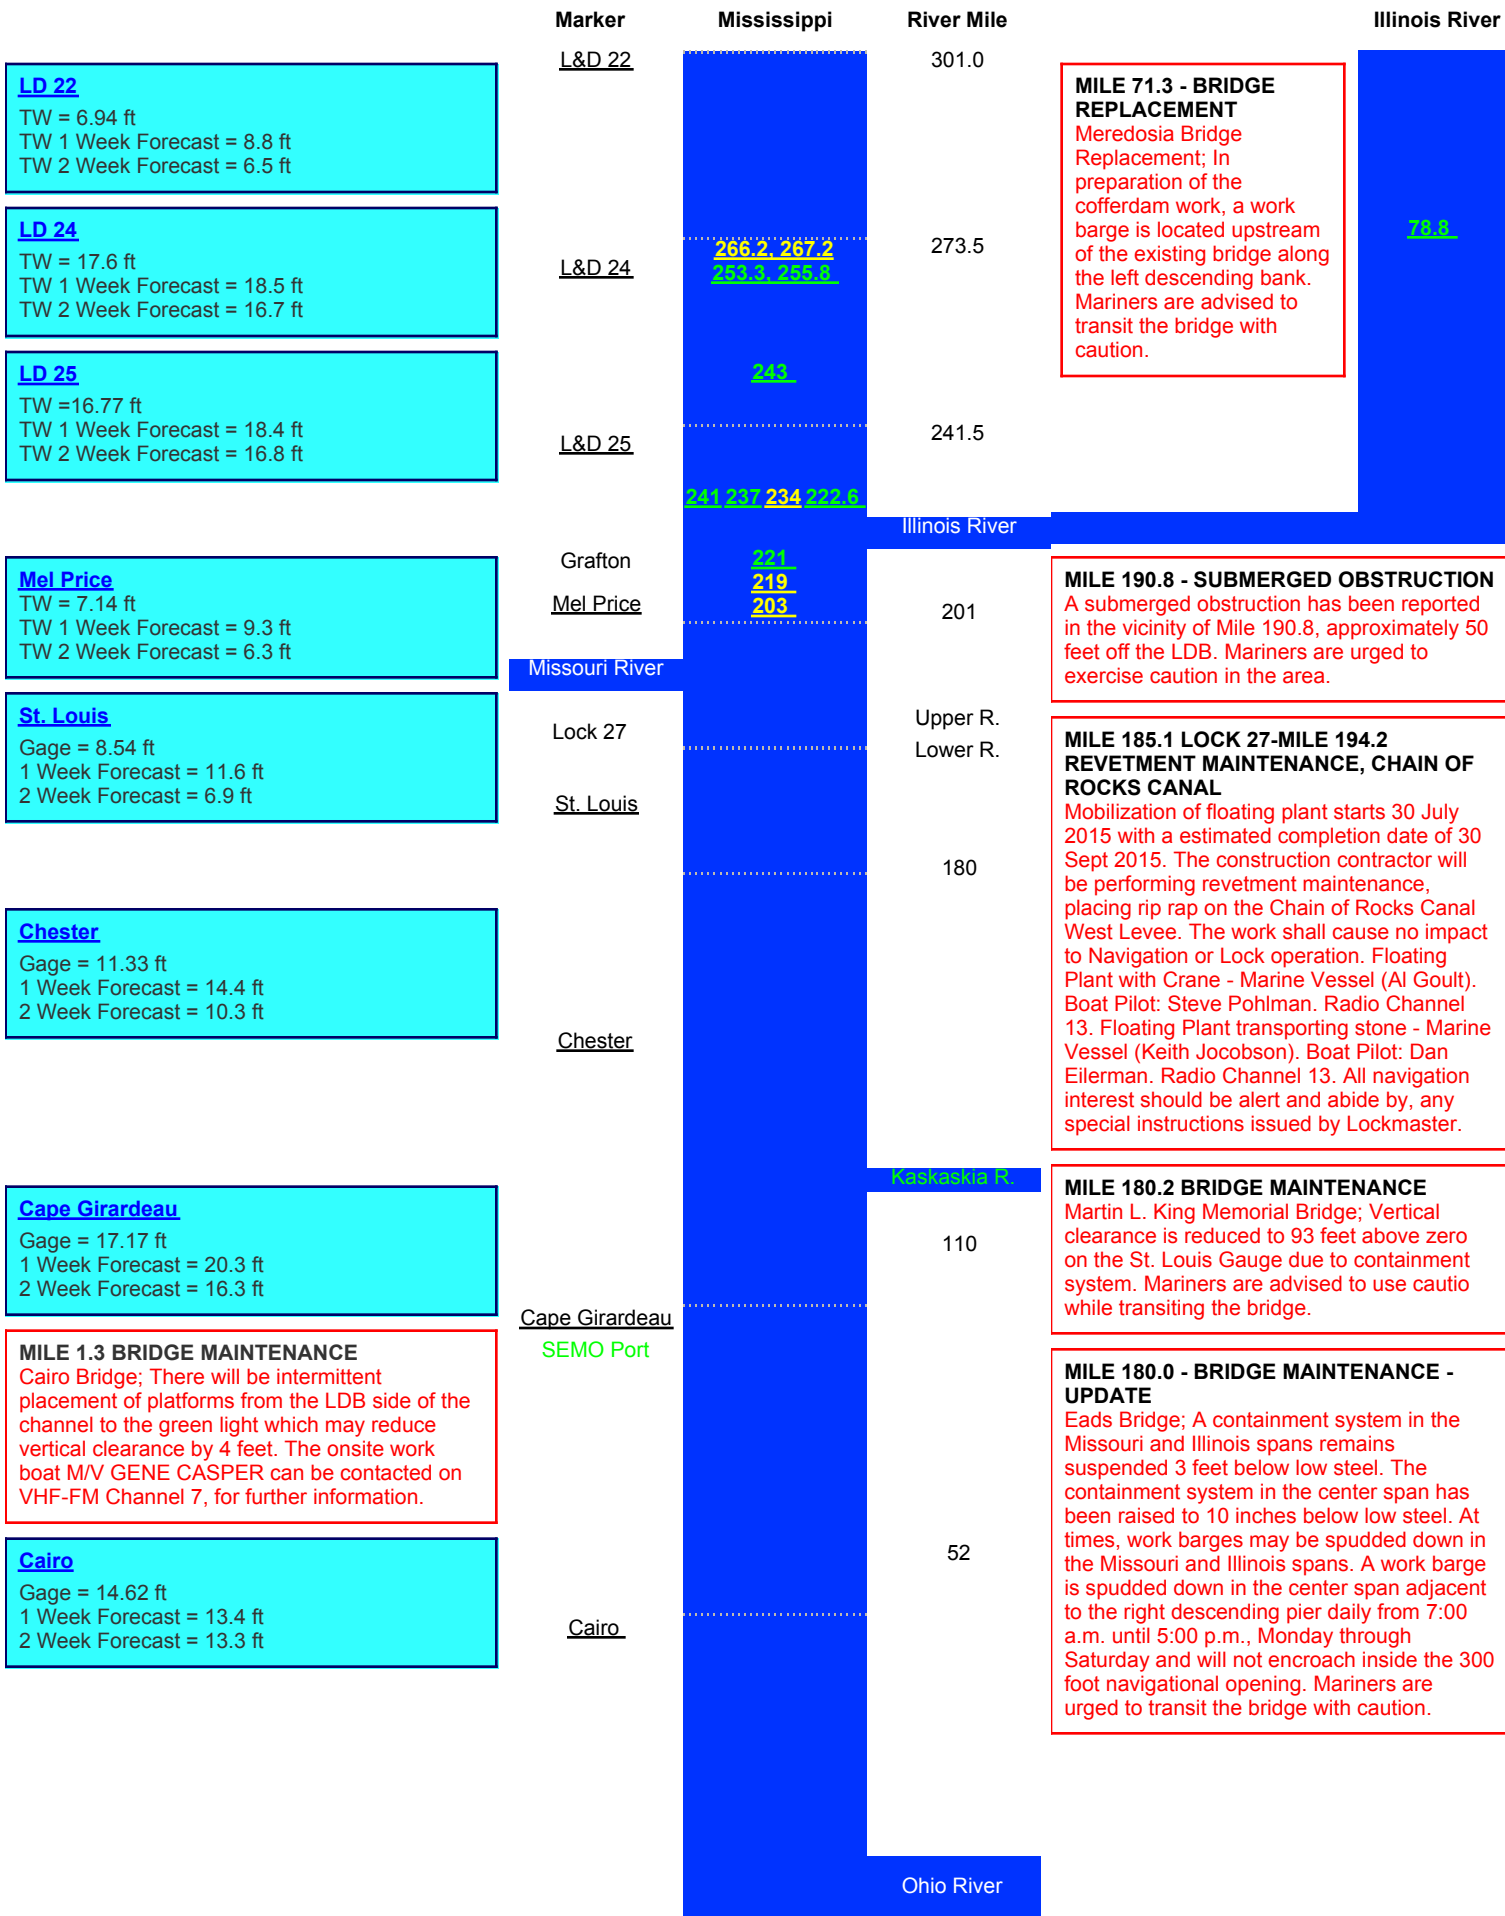 Marker Mississippi River Mile Illinois River
L&D 22 301.0
LD 22
TW = 6.94 ft
TW 1 Week Forecast = 8.8 ft
TW 2 Week Forecast = 6.5 ft
MILE 71.3 - BRIDGE
REPLACEMENT
Meredosia Bridge
Replacement; In
preparation of the
cofferdam work, a work
barge is located upstream
of the existing bridge along
the left descending bank.
Mariners are advised to
transit the bridge with
caution.
78.8
LD 24
TW = 17.6 ft
TW 1 Week Forecast = 18.5 ft
TW 2 Week Forecast = 16.7 ft
L&D 24
266.2, 267.2
253.3, 255.8
273.5
LD 25
TW =16.77 ft
TW 1 Week Forecast = 18.4 ft
TW 2 Week Forecast = 16.8 ft
243
L&D 25
241.5
241 237 234 222.6
Illinois River
Grafton
221
219
Mel Price
203
201
Mel Price
TW = 7.14 ft
TW 1 Week Forecast = 9.3 ft
TW 2 Week Forecast = 6.3 ft
MILE 190.8 - SUBMERGED OBSTRUCTION
A submerged obstruction has been reported
in the vicinity of Mile 190.8, approximately 50
feet off the LDB. Mariners are urged to
exercise caution in the area.
Missouri River
St. Louis
Gage = 8.54 ft
1 Week Forecast = 11.6 ft
2 Week Forecast = 6.9 ft
Lock 27
Upper R.
Lower R.
St. Louis
180
MILE 185.1 LOCK 27-MILE 194.2
REVETMENT MAINTENANCE, CHAIN OF
ROCKS CANAL
Mobilization of floating plant starts 30 July
2015 with a estimated completion date of 30
Sept 2015. The construction contractor will
be performing revetment maintenance,
placing rip rap on the Chain of Rocks Canal
West Levee. The work shall cause no impact
to Navigation or Lock operation. Floating
Plant with Crane - Marine Vessel (Al Goult).
Boat Pilot: Steve Pohlman. Radio Channel
13. Floating Plant transporting stone - Marine
Vessel (Keith Jocobson). Boat Pilot: Dan
Eilerman. Radio Channel 13. All navigation
interest should be alert and abide by, any
special instructions issued by Lockmaster.
Chester
Gage = 11.33 ft
1 Week Forecast = 14.4 ft
2 Week Forecast = 10.3 ft
Chester
Kaskaskia R.
110
MILE 180.2 BRIDGE MAINTENANCE
Martin L. King Memorial Bridge; Vertical
clearance is reduced to 93 feet above zero
on the St. Louis Gauge due to containment
system. Mariners are advised to use cautio
while transiting the bridge.
Cape Girardeau
Gage = 17.17 ft
1 Week Forecast = 20.3 ft
2 Week Forecast = 16.3 ft
Cape Girardeau
SEMO Port
MILE 1.3 BRIDGE MAINTENANCE
Cairo Bridge; There will be intermittent
placement of platforms from the LDB side of the
channel to the green light which may reduce
vertical clearance by 4 feet. The onsite work
boat M/V GENE CASPER can be contacted on
VHF-FM Channel 7, for further information.
MILE 180.0 - BRIDGE MAINTENANCE -
UPDATE
Eads Bridge; A containment system in the
Missouri and Illinois spans remains
suspended 3 feet below low steel. The
containment system in the center span has
been raised to 10 inches below low steel. At
times, work barges may be spudded down in
the Missouri and Illinois spans. A work barge
is spudded down in the center span adjacent
to the right descending pier daily from 7:00
a.m. until 5:00 p.m., Monday through
Saturday and will not encroach inside the 300
foot navigational opening. Mariners are
urged to transit the bridge with caution.
52
Cairo
Gage = 14.62 ft
1 Week Forecast = 13.4 ft
2 Week Forecast = 13.3 ft
Cairo
Ohio River